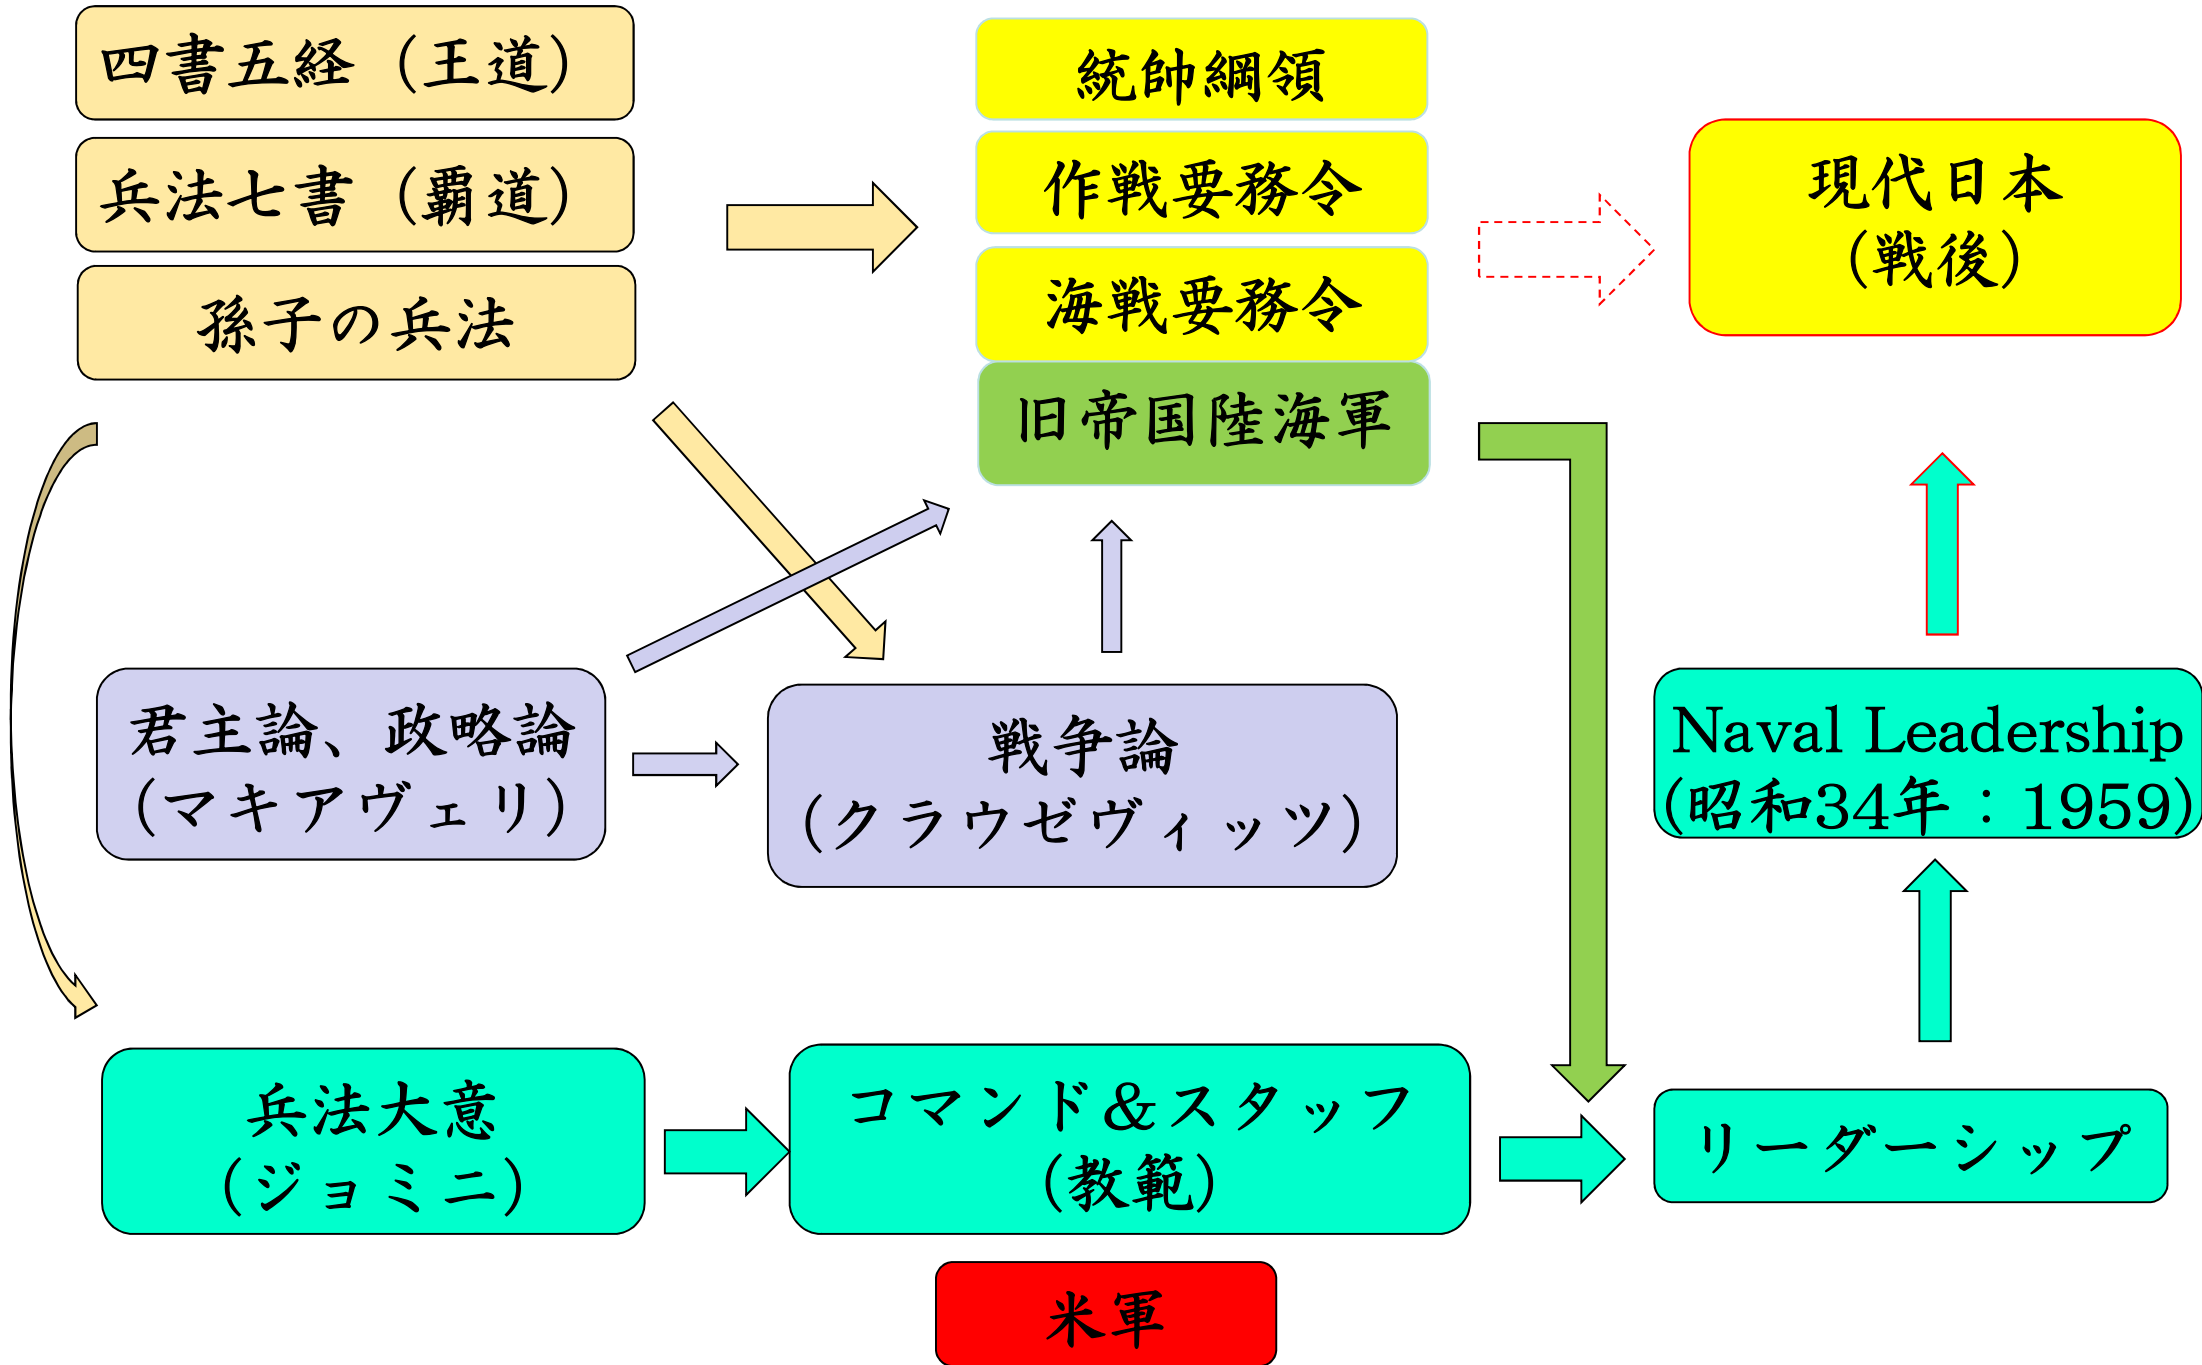 四書五経（王道）
兵法七書（覇道）
孫子の兵法
統帥綱領
作戦要務令
海戦要務令
旧帝国陸海軍
現代日本
（戦後）
君主論、政略論
（マキアヴェリ）
戦争論
（クラウゼヴィッツ）
Naval Leadership
（昭和34年：1959）
兵法大意
（ジョミニ）
コマンド＆スタッフ
（教範）
リーダーシップ
米軍